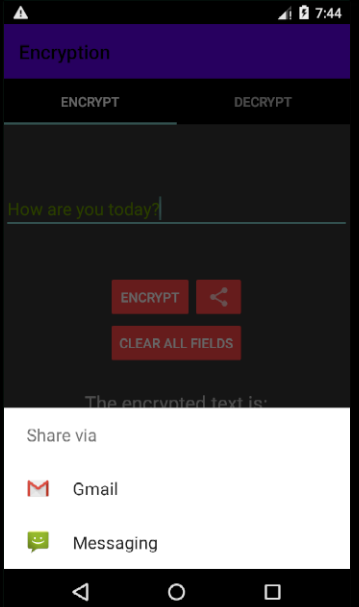 7:44
Encryption
ENCRYPT DECRYPT
How are you today?
ENCRYPT
CLEAR ALL FIELDS
The encrypted text is:
Share via
Gmail
Messaging